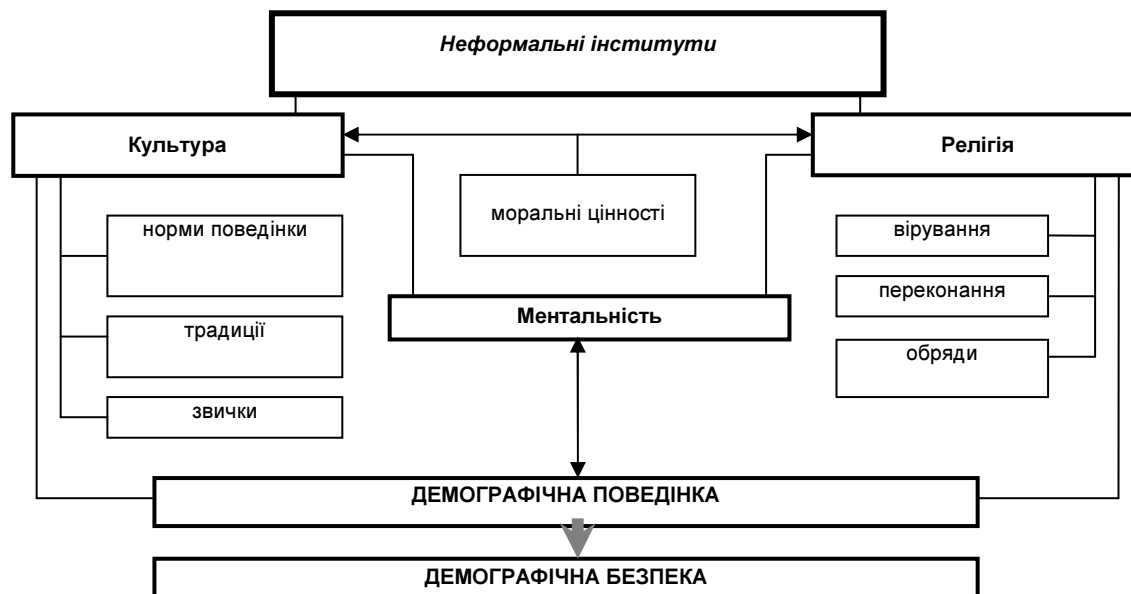 Неформальні інститути
Культура
Релігія
моральні цінності
норми поведінки
вірування
переконання
Ментальність
традиції
обряди
звички
ДЕМОГРАФІЧНА ПОВЕДІНКА
ДЕМОГРАФІЧНА БЕЗПЕКА